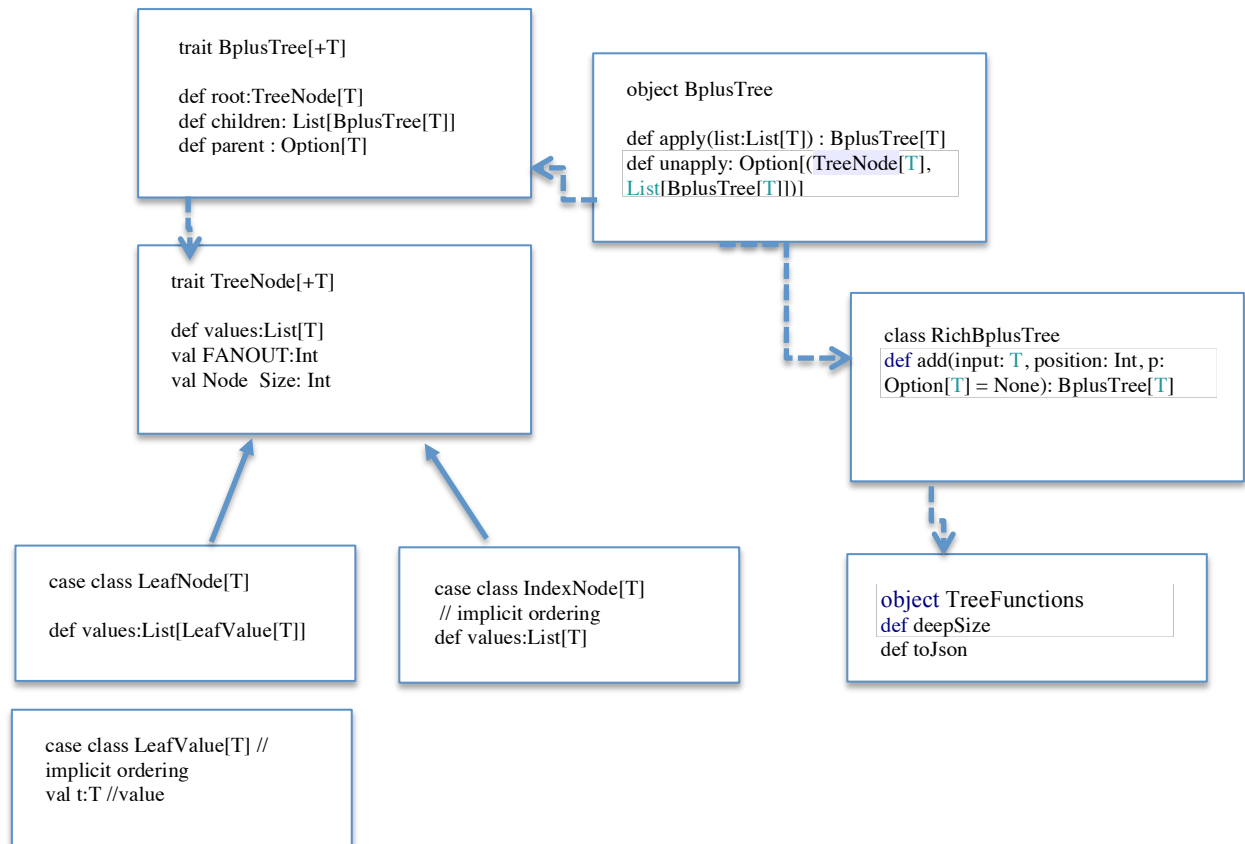 trait BplusTree[+T]
def root:TreeNode[T]
def children: List[BplusTree[T]]
def parent : Option[T]
object BplusTree
def apply(list:List[T]) : BplusTree[T]
def unapply: Option[(TreeNode[T],
List[BplusTree[T]])]
trait TreeNode[+T]
def values:List[T]
val FANOUT:Int
val Node_Size: Int
class RichBplusTree
def add(input: T, position: Int, p:
Option[T] = None): BplusTree[T]
case class LeafNode[T]
def values:List[LeafValue[T]]
case class IndexNode[T]
// implicit ordering
def values:List[T]
object TreeFunctions
def deepSize
def toJson
case class LeafValue[T] //
implicit ordering
val t:T //value